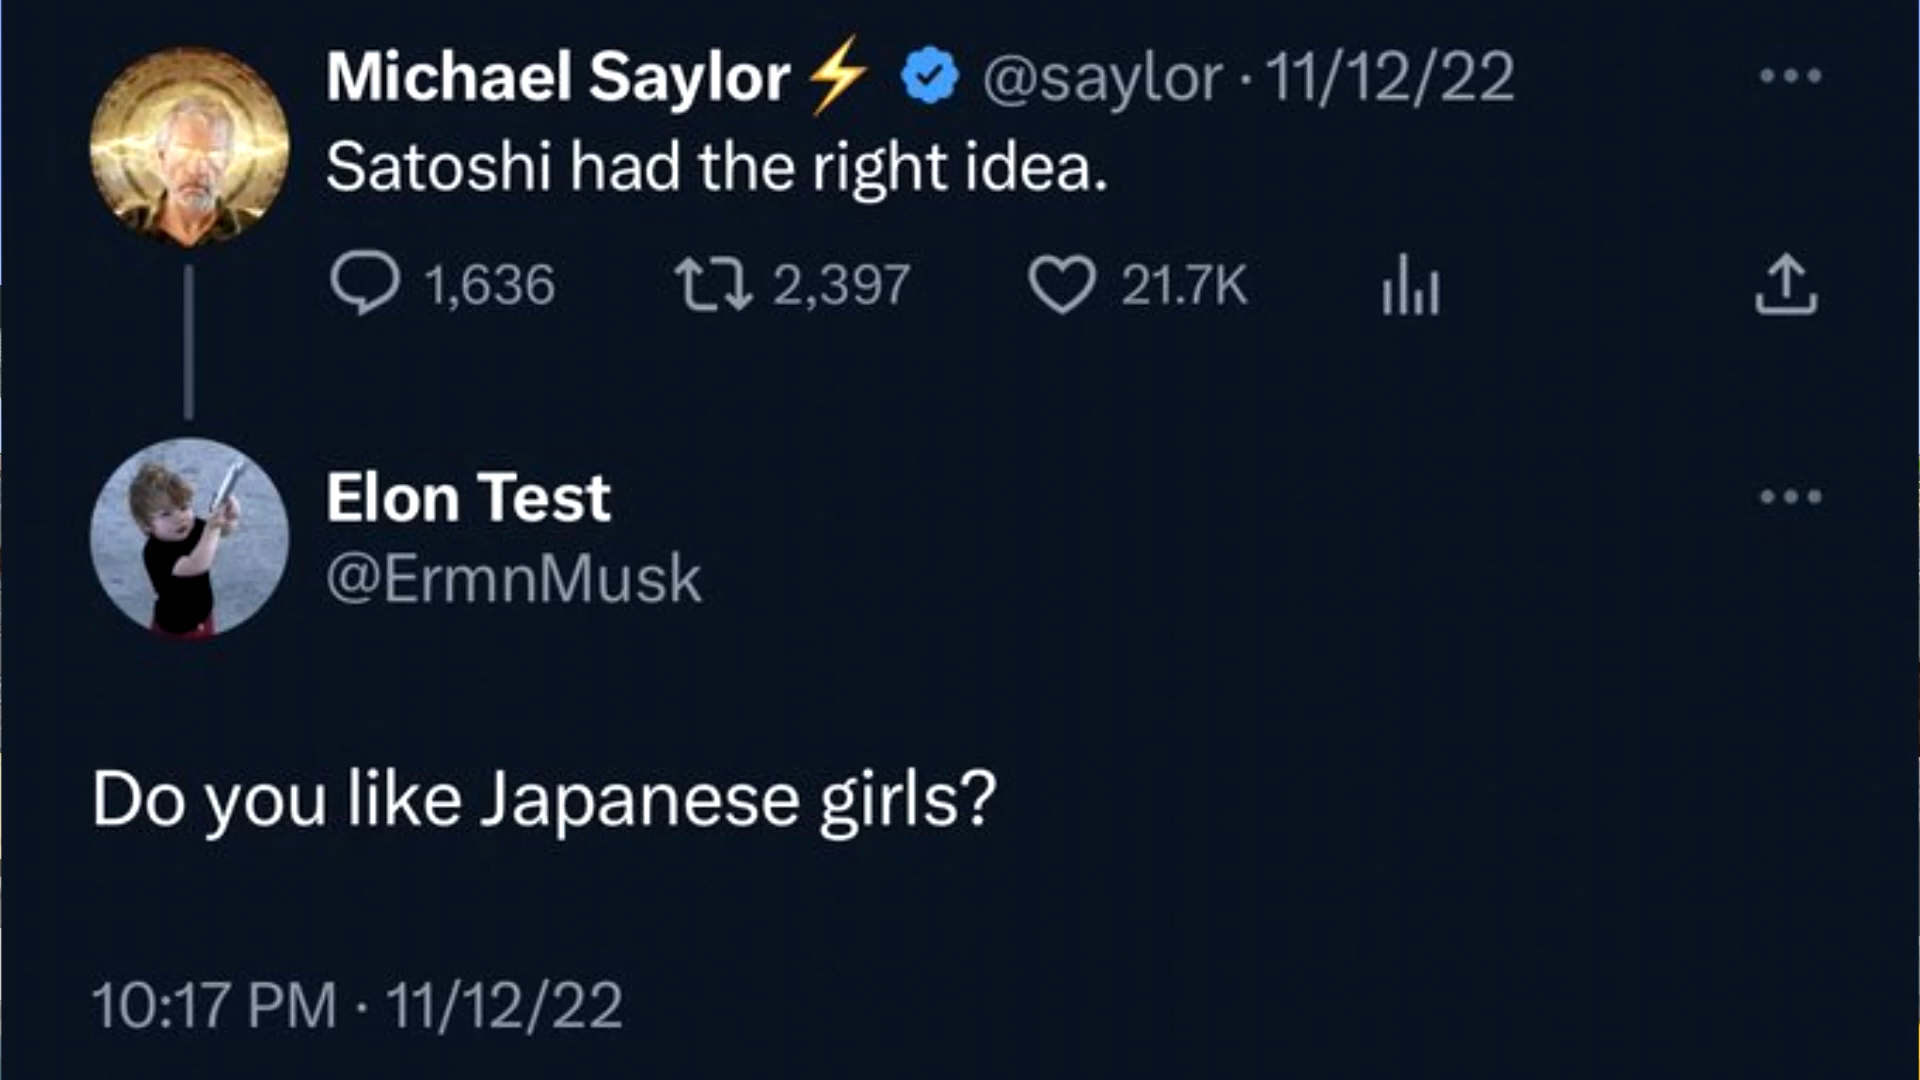 Michael Saylor⚡ @saylor · 11/12/22
Satoshi had the right idea.
1,636 2,397 21.7K
Elon Test
@ErmnMusk
Do you like Japanese girls?
10:17 PM · 11/12/22